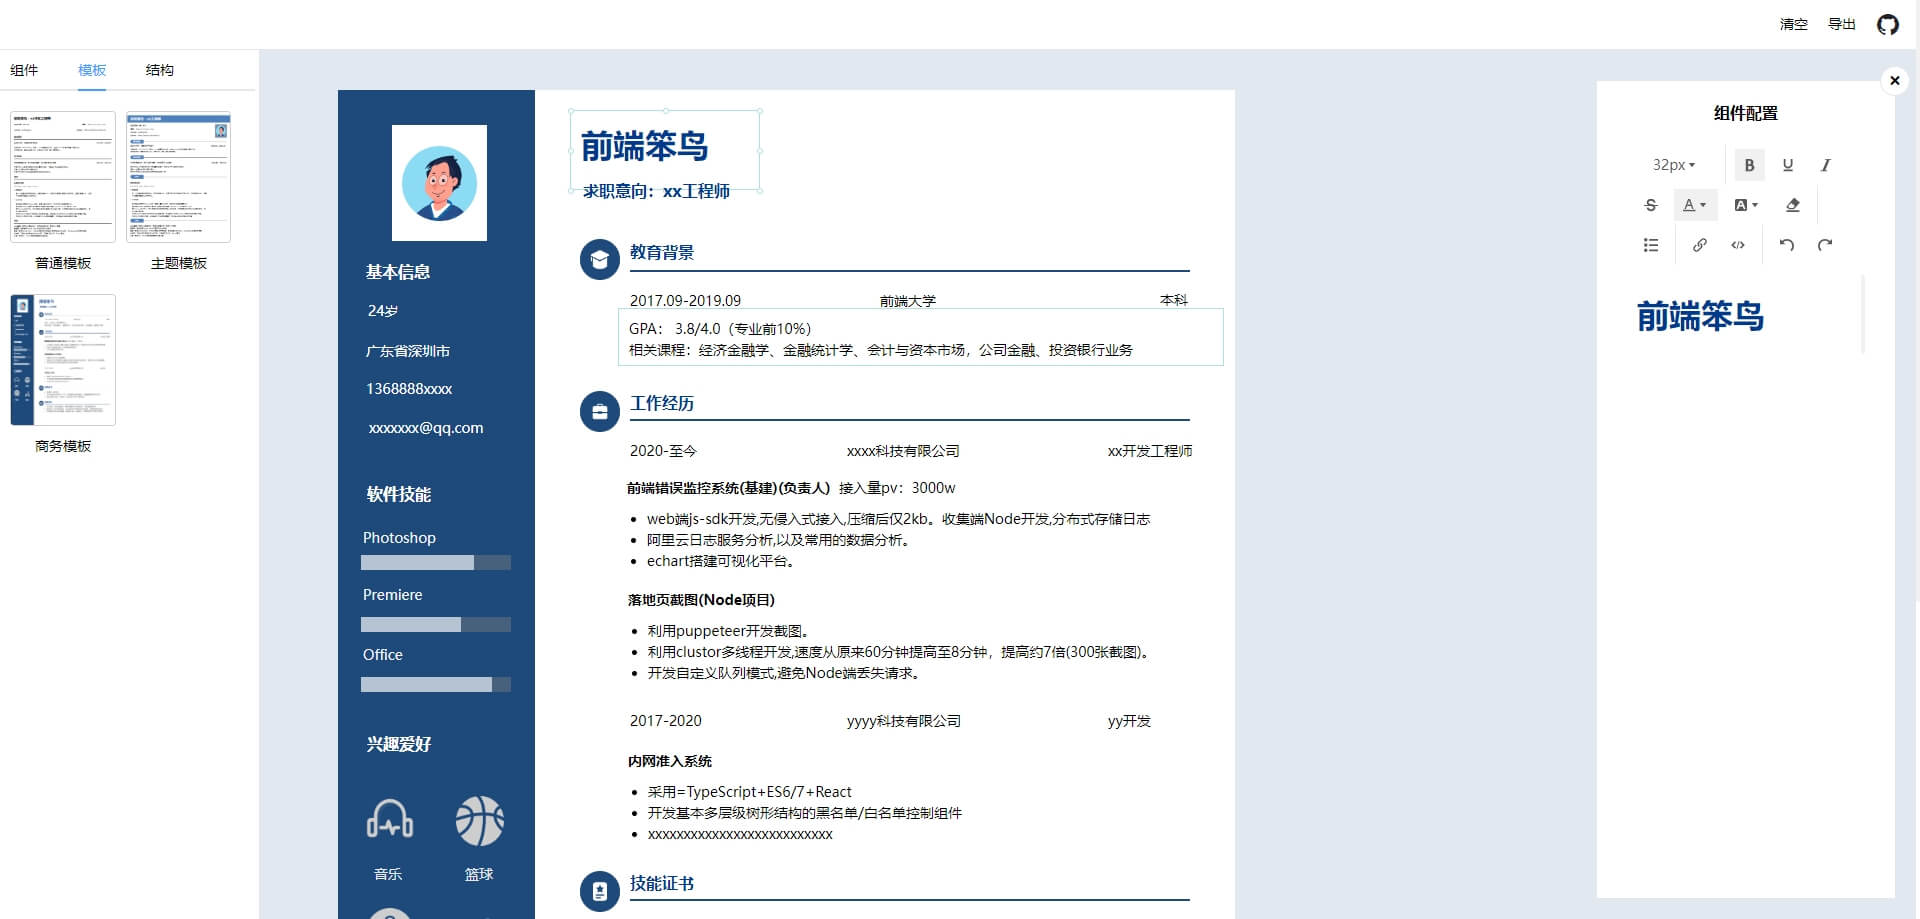 清空 导出
组件 模板 结构
普通模板 主题模板
商务模板
基本信息
24岁
广东省深圳市
1368888xxxx
xxxxxxx@qq.com
软件技能
Photoshop
Premiere
Office
兴趣爱好
音乐 篮球
前端笨鸟
求职意向：xx工程师
教育背景
2017.09-2019.09 前端大学 本科
GPA： 3.8/4.0（专业前10%）
相关课程：经济金融学、金融统计学、会计与资本市场，公司金融、投资银行业务
工作经历
2020-至今 xxxx科技有限公司 xx开发工程师
前端错误监控系统(基建)(负责人) 接入量pv：3000w
web端js-sdk开发,无侵入式接入,压缩后仅2kb。收集端Node开发,分布式存储日志
阿里云日志服务分析,以及常用的数据分析。
echart搭建可视化平台。
落地页截图(Node项目)
利用puppeteer开发截图。
利用clustor多线程开发,速度从原来60分钟提高至8分钟，提高约7倍(300张截图)。
开发自定义队列模式,避免Node端丢失请求。
2017-2020 yyyy科技有限公司 yy开发
内网准入系统
采用=TypeScript+ES6/7+React
开发基本多层级树形结构的黑名单/白名单控制组件
xxxxxxxxxxxxxxxxxxxxxxxxxx
技能证书
组件配置
32px B U I
S A A
前端笨鸟